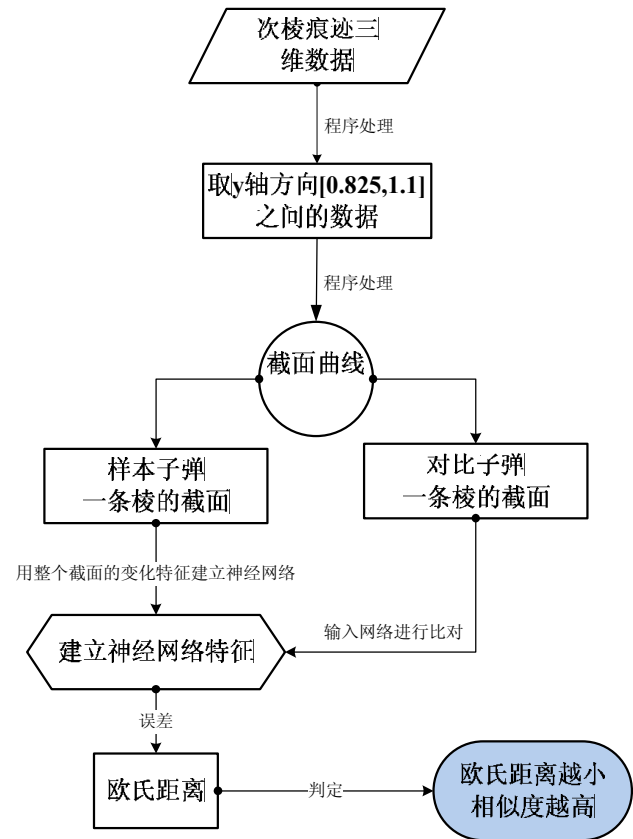 次棱痕迹三
维数据
程序处理
取y轴方向[0.825,1.1]
之间的数据
程序处理
截面曲线
样本子弹
一条棱的截面
对比子弹
一条棱的截面
用整个截面的变化特征建立神经网络
输入网络进行比对
建立神经网络特征
误差
欧氏距离
判定
欧氏距离越小
相似度越高